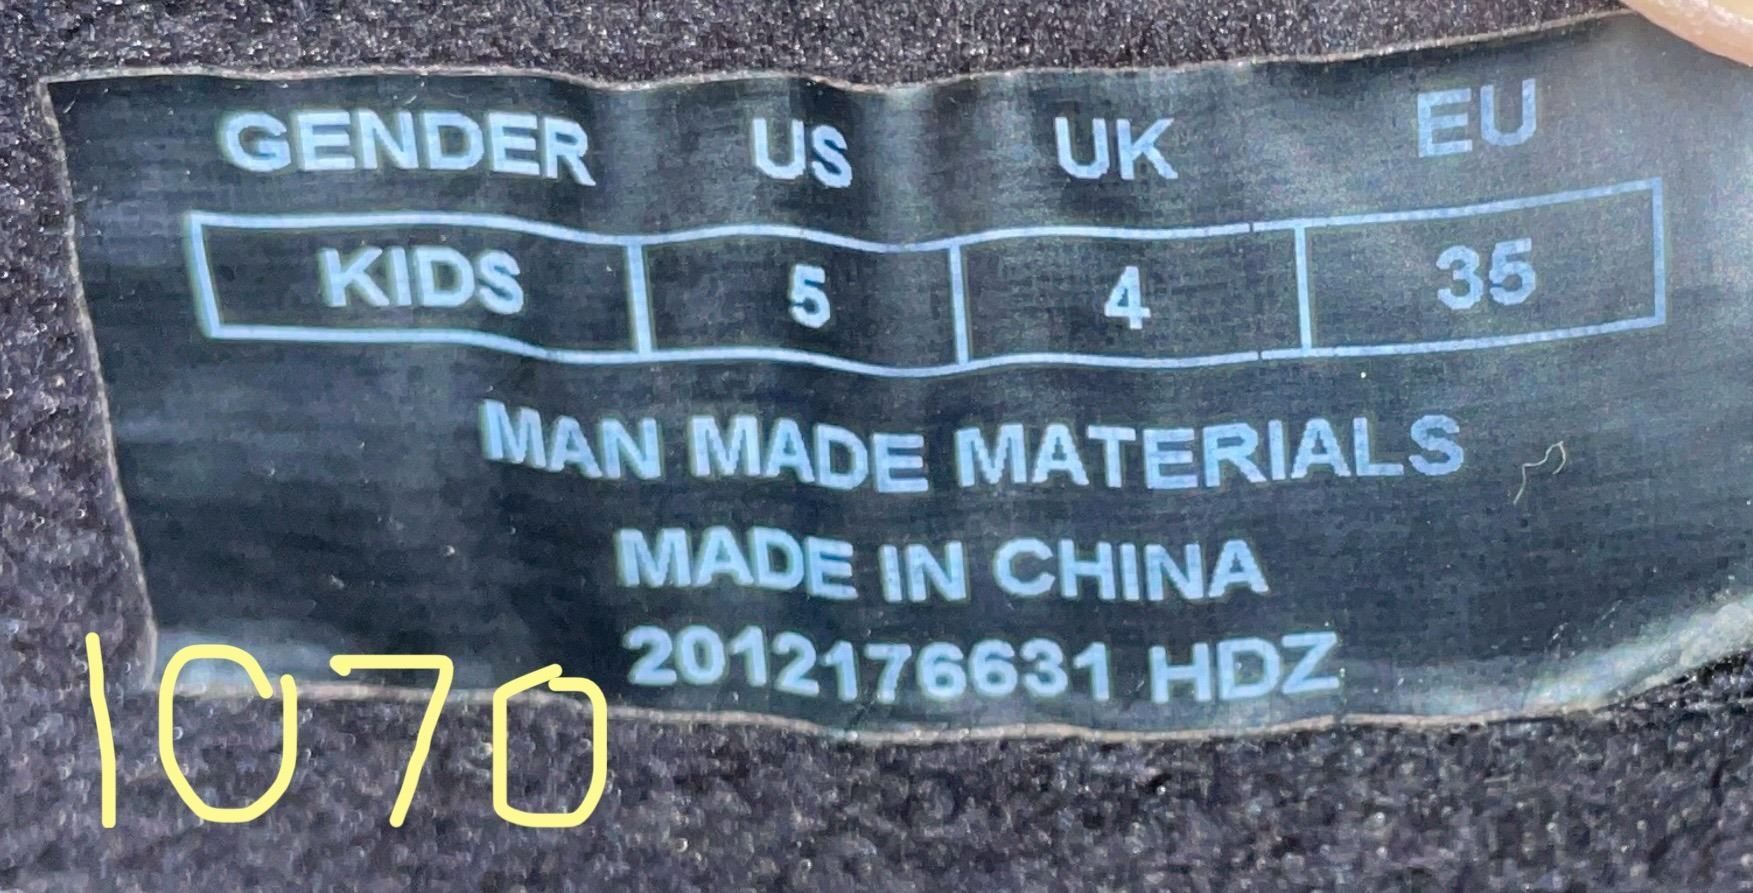 GENDER US UK EU
KIDS 5 4 35
MAN MADE MATERIALS
MADE IN CHINA
2012176631 HDZ
1070